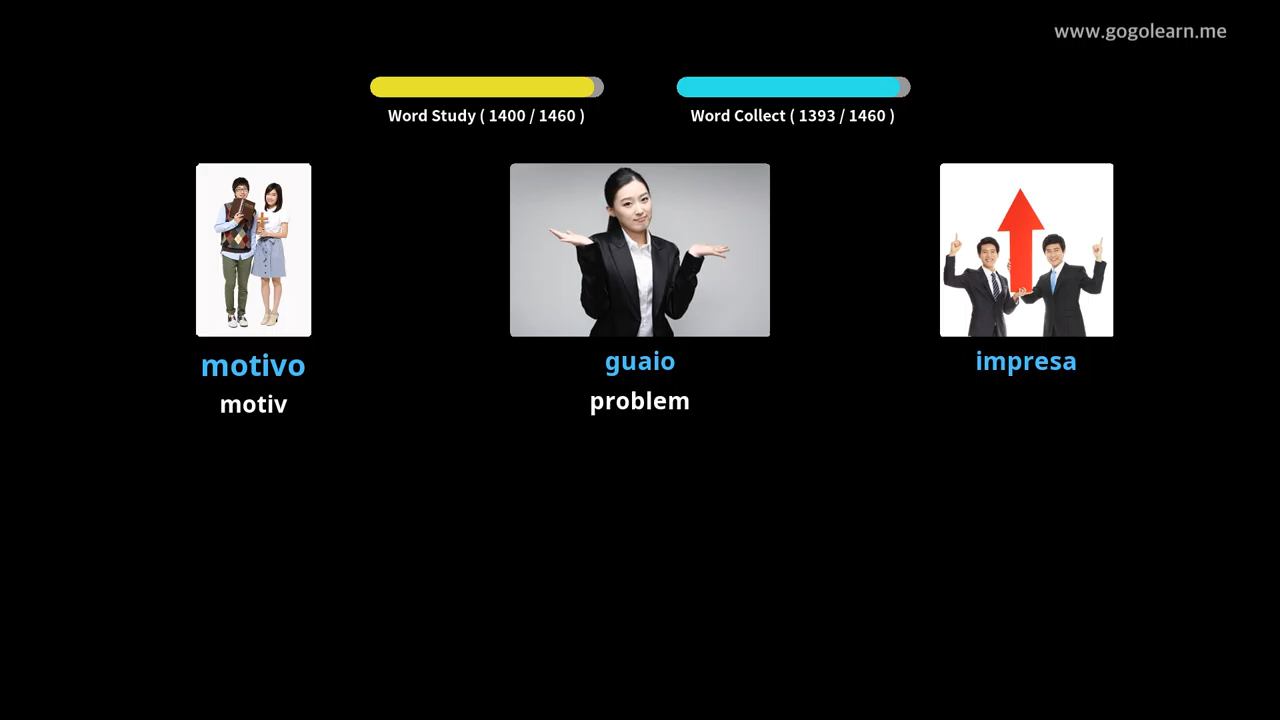 www.gogolearn.me
Word Study ( 1400 / 1460 )
Word Collect ( 1393 / 1460 )
motivo
guaio
impresa
motiv
problem